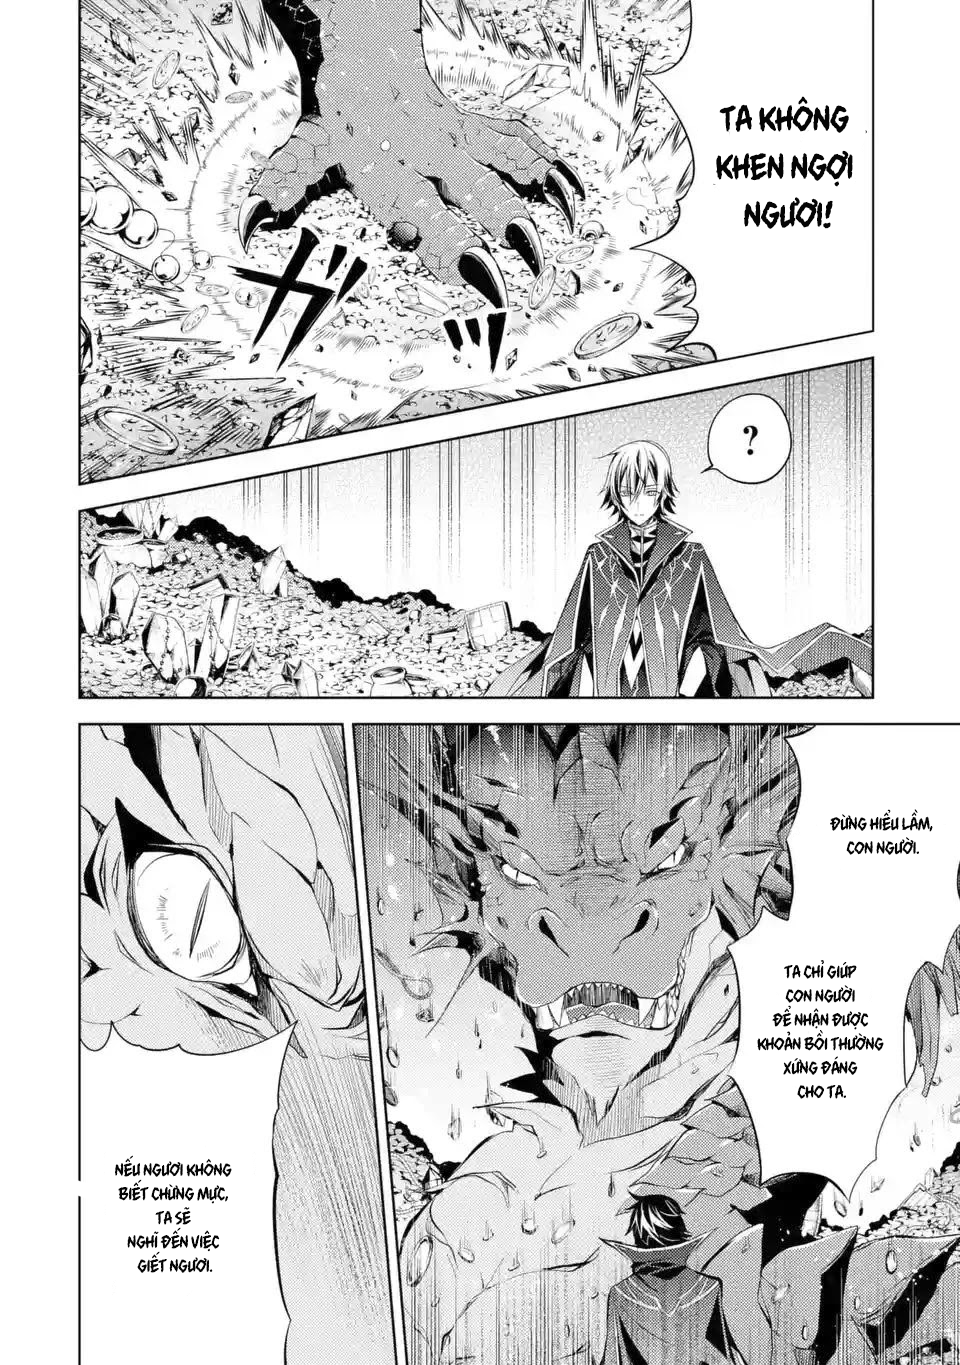 TA KHÔNG
KHEN NGỢI
NGƯƠI!
ガッ
?
ĐỪNG HIỂU LẦM,
CON NGƯỜI.
TA CHỈ GIÚP
CON NGƯỜI
ĐỂ NHẬN ĐƯỢC
KHOẢN BỒI THƯỜNG
XỨNG ĐÁNG
CHO TA.
NẾU NGƯƠI KHÔNG
BIẾT CHỪNG MỰC,
TA SẼ
NGHĨ ĐẾN VIỆC
GIẾT NGƯƠI.